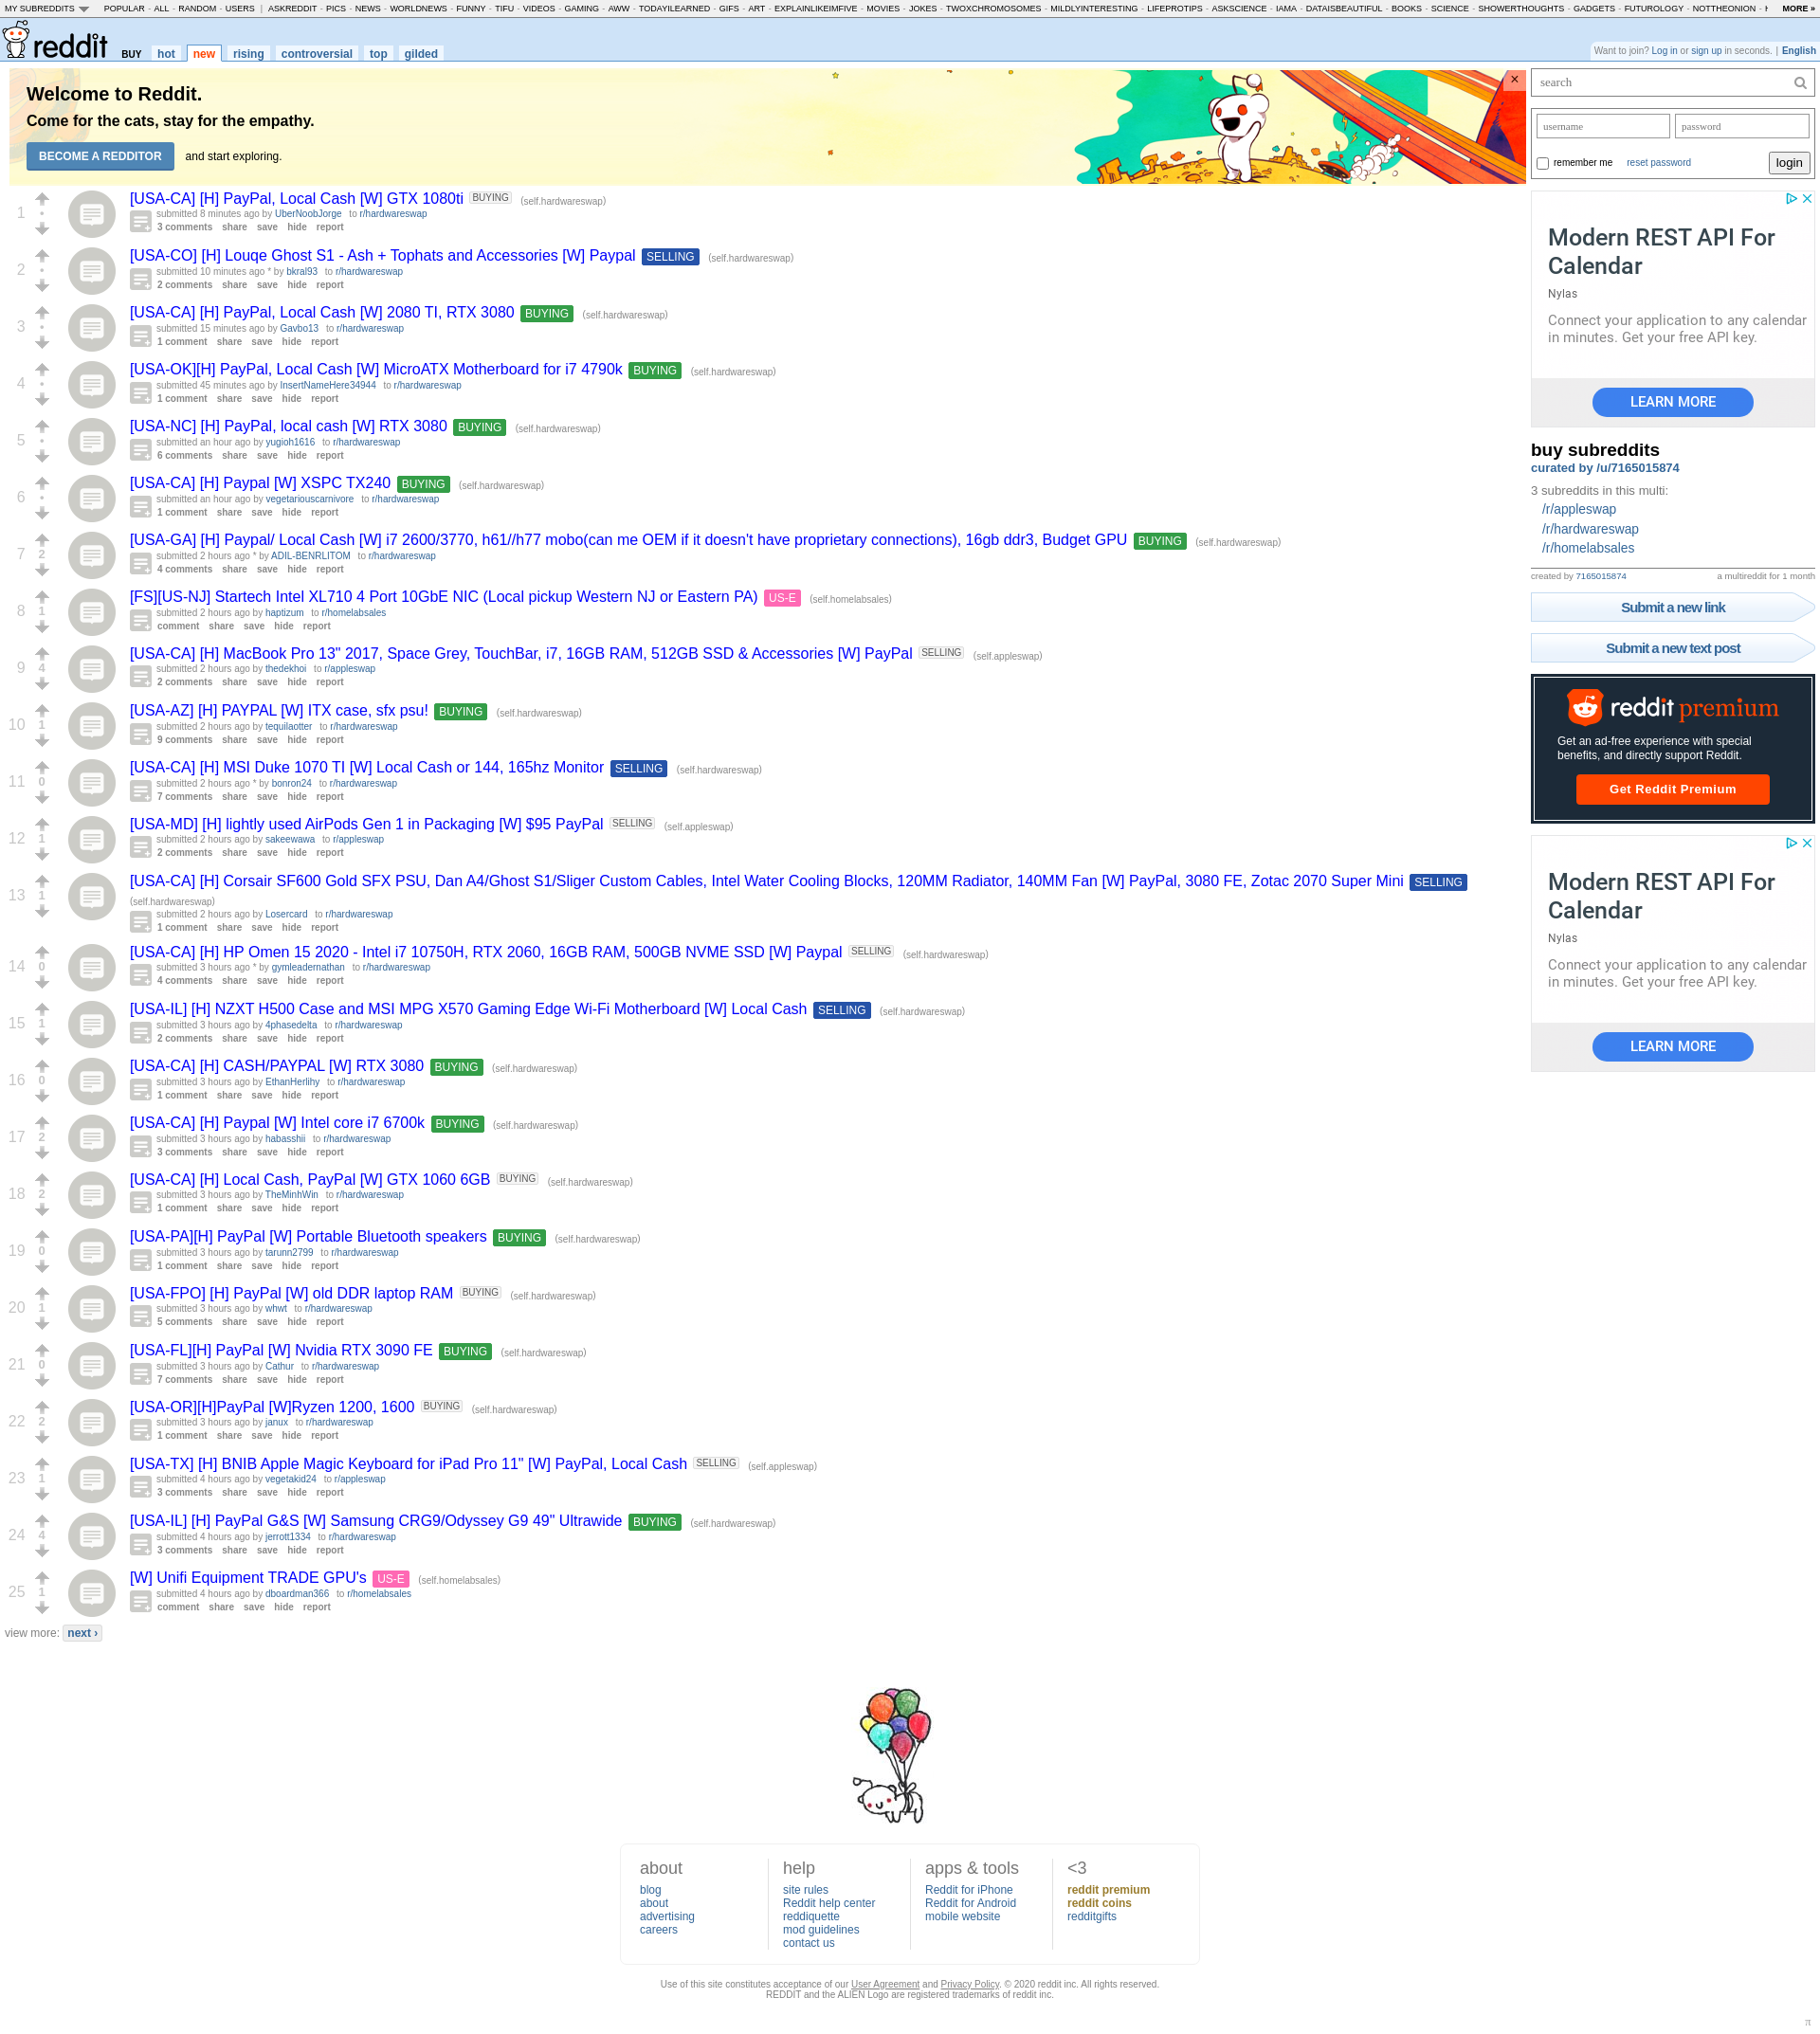 MY SUBREDDITS POPULAR - ALL - RANDOM - USERS | ASKREDDIT - PICS - NEWS - WORLDNEWS - FUNNY - TIFU - VIDEOS - GAMING - AWW - TODAYILEARNED - GIFS - ART - EXPLAINLIKEIMFIVE - MOVIES - JOKES - TWOXCHROMOSOMES - MILDLYINTERESTING - LIFEPROTIPS - ASKSCIENCE - IAMA - DATAISBEAUTIFUL - BOOKS - SCIENCE - SHOWERTHOUGHTS - GADGETS - FUTUROLOGY - NOTTHEONION - MORE »
reddit BUY hot new rising controversial top gilded
Want to join? Log in or sign up in seconds. | English
Welcome to Reddit.
Come for the cats, stay for the empathy.
BECOME A REDDITOR and start exploring.
×
1
[USA-CA] [H] PayPal, Local Cash [W] GTX 1080ti BUYING (self.hardwareswap)
submitted 8 minutes ago by UberNoobJorge to r/hardwareswap
3 comments share save hide report
2
[USA-CO] [H] Louqe Ghost S1 - Ash + Tophats and Accessories [W] Paypal SELLING (self.hardwareswap)
submitted 10 minutes ago * by bkral93 to r/hardwareswap
2 comments share save hide report
3
[USA-CA] [H] PayPal, Local Cash [W] 2080 TI, RTX 3080 BUYING (self.hardwareswap)
submitted 15 minutes ago by Gavbo13 to r/hardwareswap
1 comment share save hide report
4
[USA-OK][H] PayPal, Local Cash [W] MicroATX Motherboard for i7 4790k BUYING (self.hardwareswap)
submitted 45 minutes ago by InsertNameHere34944 to r/hardwareswap
1 comment share save hide report
5
[USA-NC] [H] PayPal, local cash [W] RTX 3080 BUYING (self.hardwareswap)
submitted an hour ago by yugioh1616 to r/hardwareswap
6 comments share save hide report
6
[USA-CA] [H] Paypal [W] XSPC TX240 BUYING (self.hardwareswap)
submitted an hour ago by vegetariouscarnivore to r/hardwareswap
1 comment share save hide report
7 2
[USA-GA] [H] Paypal/ Local Cash [W] i7 2600/3770, h61//h77 mobo(can me OEM if it doesn't have proprietary connections), 16gb ddr3, Budget GPU BUYING (self.hardwareswap)
submitted 2 hours ago * by ADIL-BENRLITOM to r/hardwareswap
4 comments share save hide report
8 1
[FS][US-NJ] Startech Intel XL710 4 Port 10GbE NIC (Local pickup Western NJ or Eastern PA) US-E (self.homelabsales)
submitted 2 hours ago by haptizum to r/homelabsales
comment share save hide report
9 4
[USA-CA] [H] MacBook Pro 13" 2017, Space Grey, TouchBar, i7, 16GB RAM, 512GB SSD & Accessories [W] PayPal SELLING (self.appleswap)
submitted 2 hours ago by thedekhoi to r/appleswap
2 comments share save hide report
10 1
[USA-AZ] [H] PAYPAL [W] ITX case, sfx psu! BUYING (self.hardwareswap)
submitted 2 hours ago by tequilaotter to r/hardwareswap
9 comments share save hide report
11 0
[USA-CA] [H] MSI Duke 1070 TI [W] Local Cash or 144, 165hz Monitor SELLING (self.hardwareswap)
submitted 2 hours ago * by bonron24 to r/hardwareswap
7 comments share save hide report
12 1
[USA-MD] [H] lightly used AirPods Gen 1 in Packaging [W] $95 PayPal SELLING (self.appleswap)
submitted 2 hours ago by sakeewawa to r/appleswap
2 comments share save hide report
13 1
[USA-CA] [H] Corsair SF600 Gold SFX PSU, Dan A4/Ghost S1/Sliger Custom Cables, Intel Water Cooling Blocks, 120MM Radiator, 140MM Fan [W] PayPal, 3080 FE, Zotac 2070 Super Mini SELLING
(self.hardwareswap)
submitted 2 hours ago by Losercard to r/hardwareswap
1 comment share save hide report
14 0
[USA-CA] [H] HP Omen 15 2020 - Intel i7 10750H, RTX 2060, 16GB RAM, 500GB NVME SSD [W] Paypal SELLING (self.hardwareswap)
submitted 3 hours ago * by gymleadernathan to r/hardwareswap
4 comments share save hide report
15 1
[USA-IL] [H] NZXT H500 Case and MSI MPG X570 Gaming Edge Wi-Fi Motherboard [W] Local Cash SELLING (self.hardwareswap)
submitted 3 hours ago by 4phasedelta to r/hardwareswap
2 comments share save hide report
16 0
[USA-CA] [H] CASH/PAYPAL [W] RTX 3080 BUYING (self.hardwareswap)
submitted 3 hours ago by EthanHerlihy to r/hardwareswap
1 comment share save hide report
17 2
[USA-CA] [H] Paypal [W] Intel core i7 6700k BUYING (self.hardwareswap)
submitted 3 hours ago by habasshii to r/hardwareswap
3 comments share save hide report
18 2
[USA-CA] [H] Local Cash, PayPal [W] GTX 1060 6GB BUYING (self.hardwareswap)
submitted 3 hours ago by TheMinhWin to r/hardwareswap
1 comment share save hide report
19 0
[USA-PA][H] PayPal [W] Portable Bluetooth speakers BUYING (self.hardwareswap)
submitted 3 hours ago by tarunn2799 to r/hardwareswap
1 comment share save hide report
20 1
[USA-FPO] [H] PayPal [W] old DDR laptop RAM BUYING (self.hardwareswap)
submitted 3 hours ago by whwt to r/hardwareswap
5 comments share save hide report
21 0
[USA-FL][H] PayPal [W] Nvidia RTX 3090 FE BUYING (self.hardwareswap)
submitted 3 hours ago by Cathur to r/hardwareswap
7 comments share save hide report
22 2
[USA-OR][H]PayPal [W]Ryzen 1200, 1600 BUYING (self.hardwareswap)
submitted 3 hours ago by janux to r/hardwareswap
1 comment share save hide report
23 1
[USA-TX] [H] BNIB Apple Magic Keyboard for iPad Pro 11" [W] PayPal, Local Cash SELLING (self.appleswap)
submitted 4 hours ago by vegetakid24 to r/appleswap
3 comments share save hide report
24 4
[USA-IL] [H] PayPal G&S [W] Samsung CRG9/Odyssey G9 49" Ultrawide BUYING (self.hardwareswap)
submitted 4 hours ago by jerrott1334 to r/hardwareswap
3 comments share save hide report
25 1
[W] Unifi Equipment TRADE GPU's US-E (self.homelabsales)
submitted 4 hours ago by dboardman366 to r/homelabsales
comment share save hide report
view more: next ›
search
username password
remember me reset password login
Modern REST API For
Calendar
Nylas
Connect your application to any calendar
in minutes. Get your free API key.
LEARN MORE
buy subreddits
curated by /u/7165015874
3 subreddits in this multi:
/r/appleswap
/r/hardwareswap
/r/homelabsales
created by 7165015874 a multireddit for 1 month
Submit a new link
Submit a new text post
reddit premium
Get an ad-free experience with special
benefits, and directly support Reddit.
Get Reddit Premium
Modern REST API For
Calendar
Nylas
Connect your application to any calendar
in minutes. Get your free API key.
LEARN MORE
about
blog
about
advertising
careers
help
site rules
Reddit help center
reddiquette
mod guidelines
contact us
apps & tools
Reddit for iPhone
Reddit for Android
mobile website
<3
reddit premium
reddit coins
redditgifts
Use of this site constitutes acceptance of our User Agreement and Privacy Policy. © 2020 reddit inc. All rights reserved.
REDDIT and the ALIEN Logo are registered trademarks of reddit inc.
π